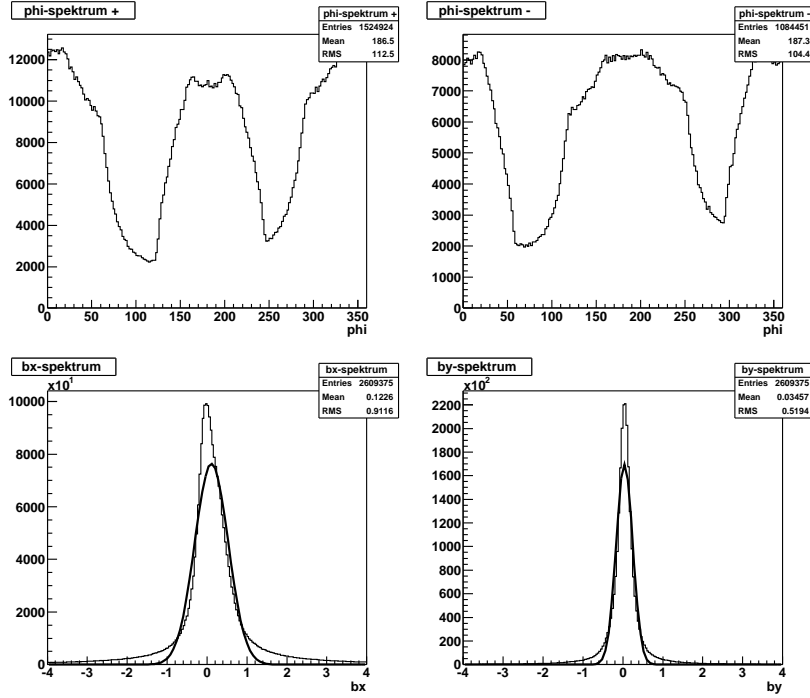 phi-spektrum +
phi-spektrum +
Entries 1524924
Mean 186.5
RMS 112.5
12000
10000
8000
6000
4000
2000
0
0 50 100 150 200 250 300 350
phi
phi-spektrum -
phi-spektrum -
Entries 1084451
Mean 187.3
RMS 104.4
8000
7000
6000
5000
4000
3000
2000
1000
0
0 50 100 150 200 250 300 350
phi
bx-spektrum
bx-spektrum
Entries 2609375
Mean 0.1226
RMS 0.9116
x10¹
10000
8000
6000
4000
2000
0
-4 -3 -2 -1 0 1 2 3 4
bx
by-spektrum
by-spektrum
Entries 2609375
Mean 0.03457
RMS 0.5194
x10²
2200
2000
1800
1600
1400
1200
1000
800
600
400
200
0
-4 -3 -2 -1 0 1 2 3 4
by